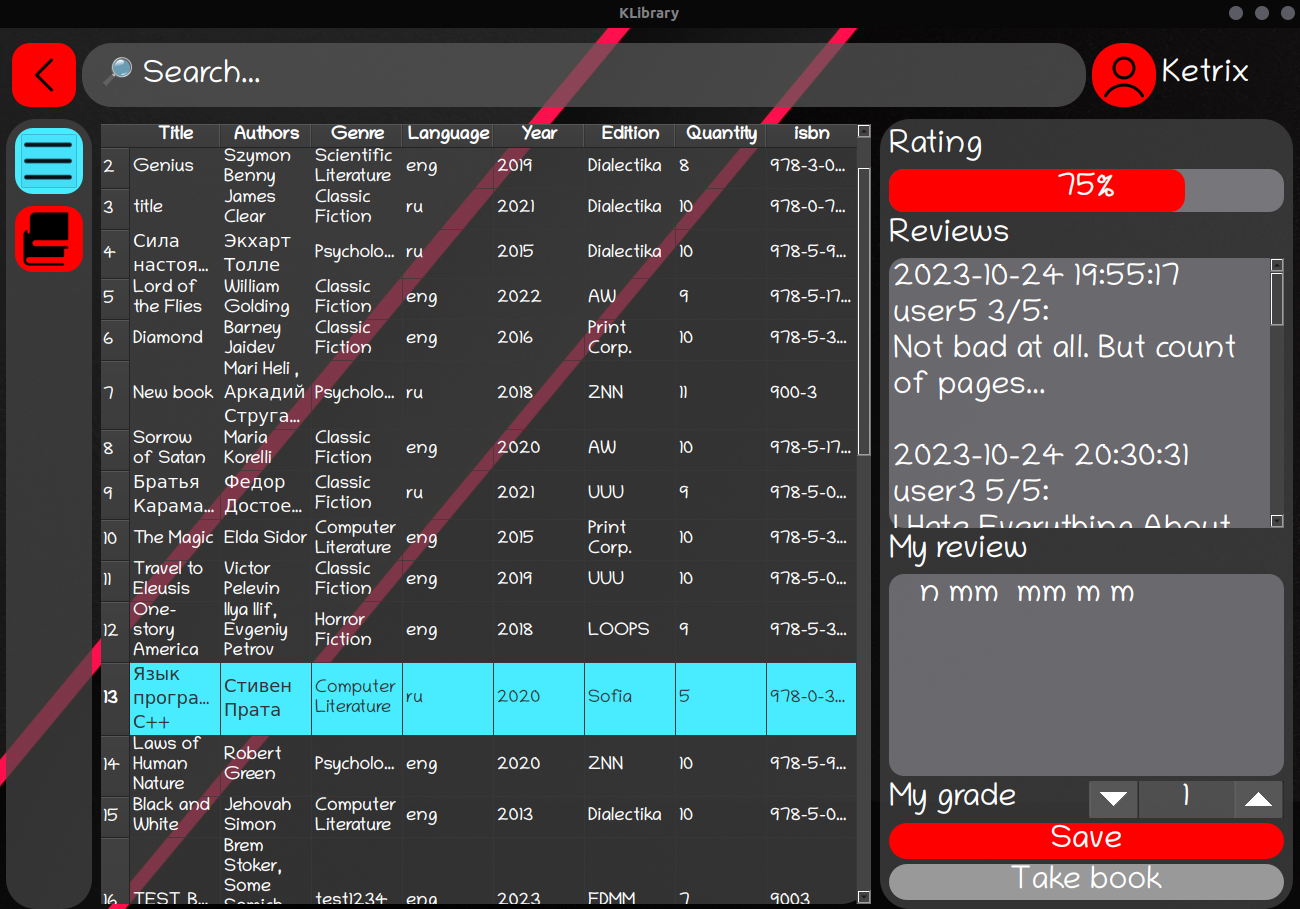 KLibrary
Search...
Ketrix
Title Authors Genre Language Year Edition Quantity isbn
2 Genius Szymon Benny Scientific Literature eng 2019 Dialectika 8 978-3-0...
3 title James Clear Classic Fiction ru 2021 Dialectika 10 978-0-7...
4 Сила настоя... Экхарт Толле Psycholo... ru 2015 Dialectika 10 978-5-9...
5 Lord of the Flies William Golding Classic Fiction eng 2022 AW 9 978-5-17...
6 Diamond Barney Jaidev Classic Fiction eng 2016 Print Corp. 10 978-5-3...
7 New book Mari Heli , Аркадий Струга... Psycholo... ru 2018 ZNN 11 900-3
8 Sorrow of Satan Maria Korelli Classic Fiction eng 2020 AW 10 978-5-17...
9 Братья Карама... Федор Достое... Classic Fiction ru 2021 UUU 9 978-5-0...
10 The Magic Elda Sidor Computer Literature eng 2015 Print Corp. 10 978-5-3...
11 Travel to Eleusis Victor Pelevin Classic Fiction eng 2019 UUU 10 978-5-0...
12 One-story America Ilya Ilif, Evgeniy Petrov Horror Fiction eng 2018 LOOPS 9 978-5-3...
13 Язык програ... C++ Стивен Прата Computer Literature ru 2020 Sofia 5 978-0-3...
14 Laws of Human Nature Robert Green Psycholo... eng 2020 ZNN 10 978-5-9...
15 Black and White Jehovah Simon Computer Literature eng 2013 Dialectika 10 978-5-0...
16 TEST B... Brem Stoker, Some test1234 eng 2023 EDMM 7 9003
Rating
75%
Reviews
2023-10-24 19:55:17
user5 3/5:
Not bad at all. But count
of pages...
2023-10-24 20:30:31
user3 5/5:
I Hate Everything About
My review
n mm mm m m
My grade 1
Save
Take book